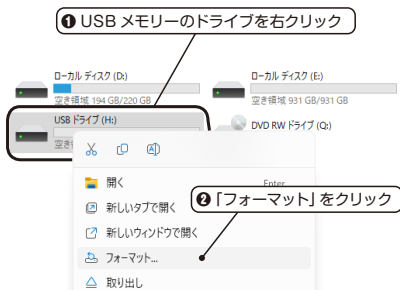 ❶ USB メモリーのドライブを右クリック
ローカル ディスク (D:)
空き領域 194 GB/220 GB
ローカル ディスク (E:)
空き領域 931 GB/931 GB
USB ドライブ (H:)
空き
DVD RW ドライブ (Q:)
開く Enter
❷「フォーマット」をクリック
新しいタブで開く
新しいウィンドウで開く
フォーマット...
取り出し